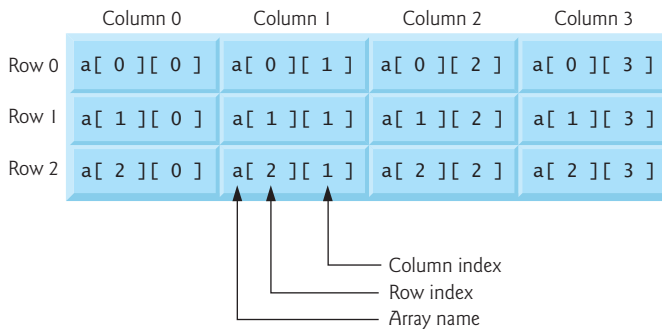 Column 0 Column 1 Column 2 Column 3
Row 0 a[ 0 ][ 0 ] a[ 0 ][ 1 ] a[ 0 ][ 2 ] a[ 0 ][ 3 ]
Row 1 a[ 1 ][ 0 ] a[ 1 ][ 1 ] a[ 1 ][ 2 ] a[ 1 ][ 3 ]
Row 2 a[ 2 ][ 0 ] a[ 2 ][ 1 ] a[ 2 ][ 2 ] a[ 2 ][ 3 ]
Column index
Row index
Array name